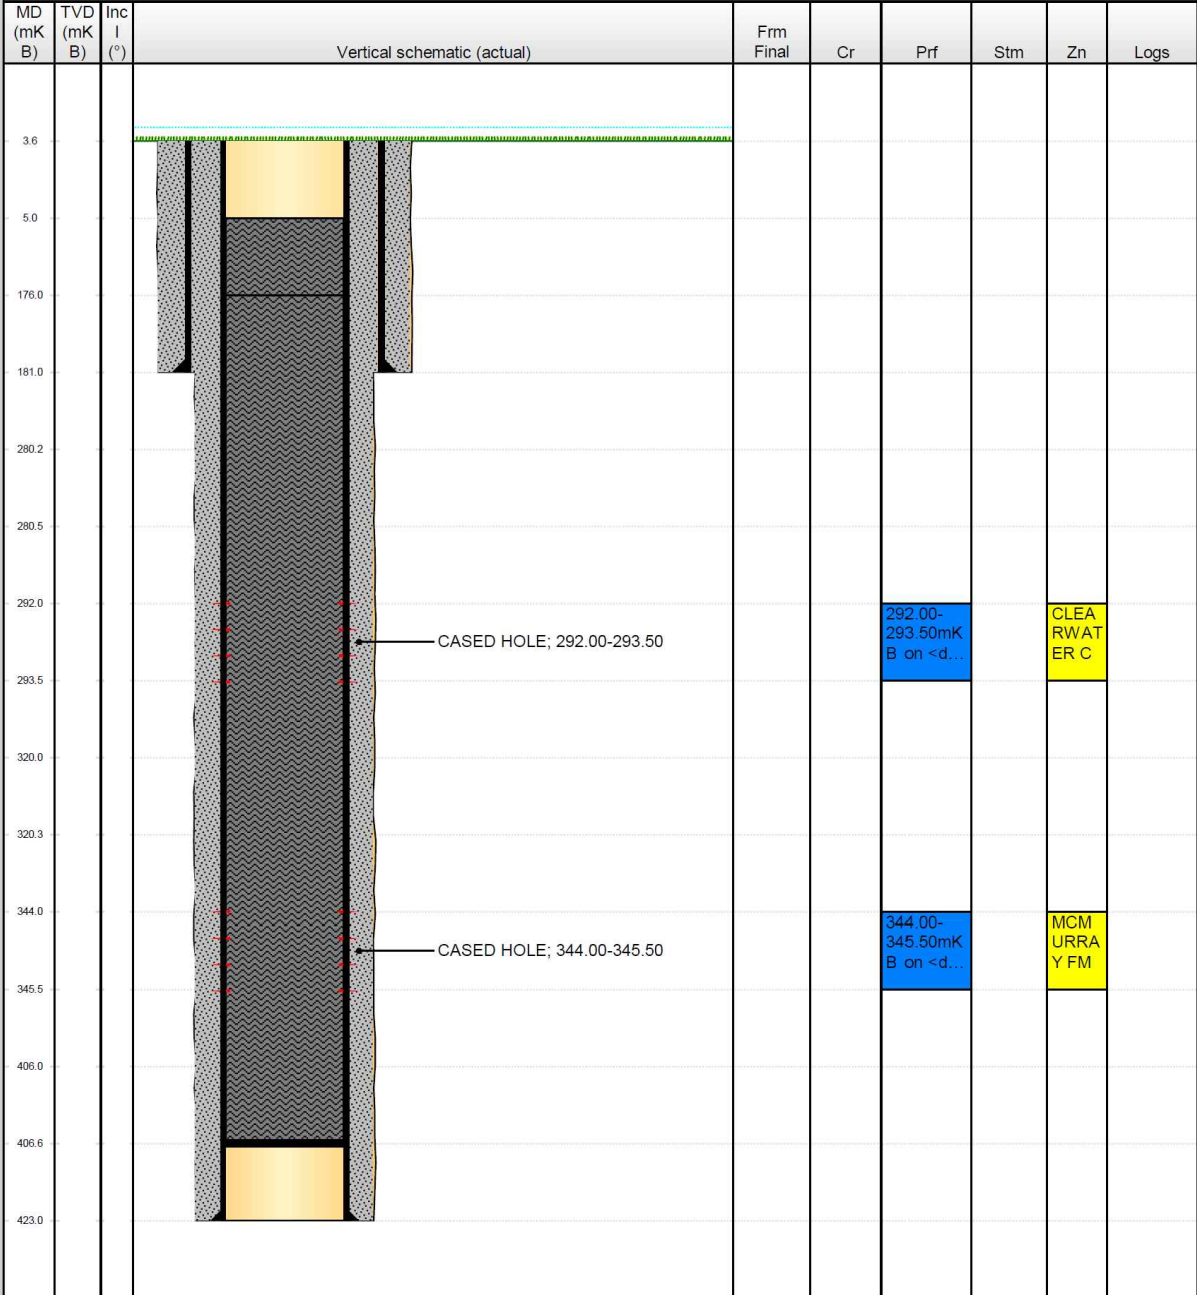 MD
(mK
B)
TVD
(mK
B)
Inc
l
(°)
Vertical schematic (actual)
Frm
Final
Cr
Prf
Stm
Zn
Logs
3.6
5.0
176.0
181.0
280.2
280.5
292.0
292.00-
293.50mK
B on <d...
CLEA
RWAT
ER C
CASED HOLE; 292.00-293.50
293.5
320.0
320.3
344.0
344.00-
345.50mK
B on <d...
MCM
URRA
Y FM
CASED HOLE; 344.00-345.50
345.5
406.0
406.6
423.0